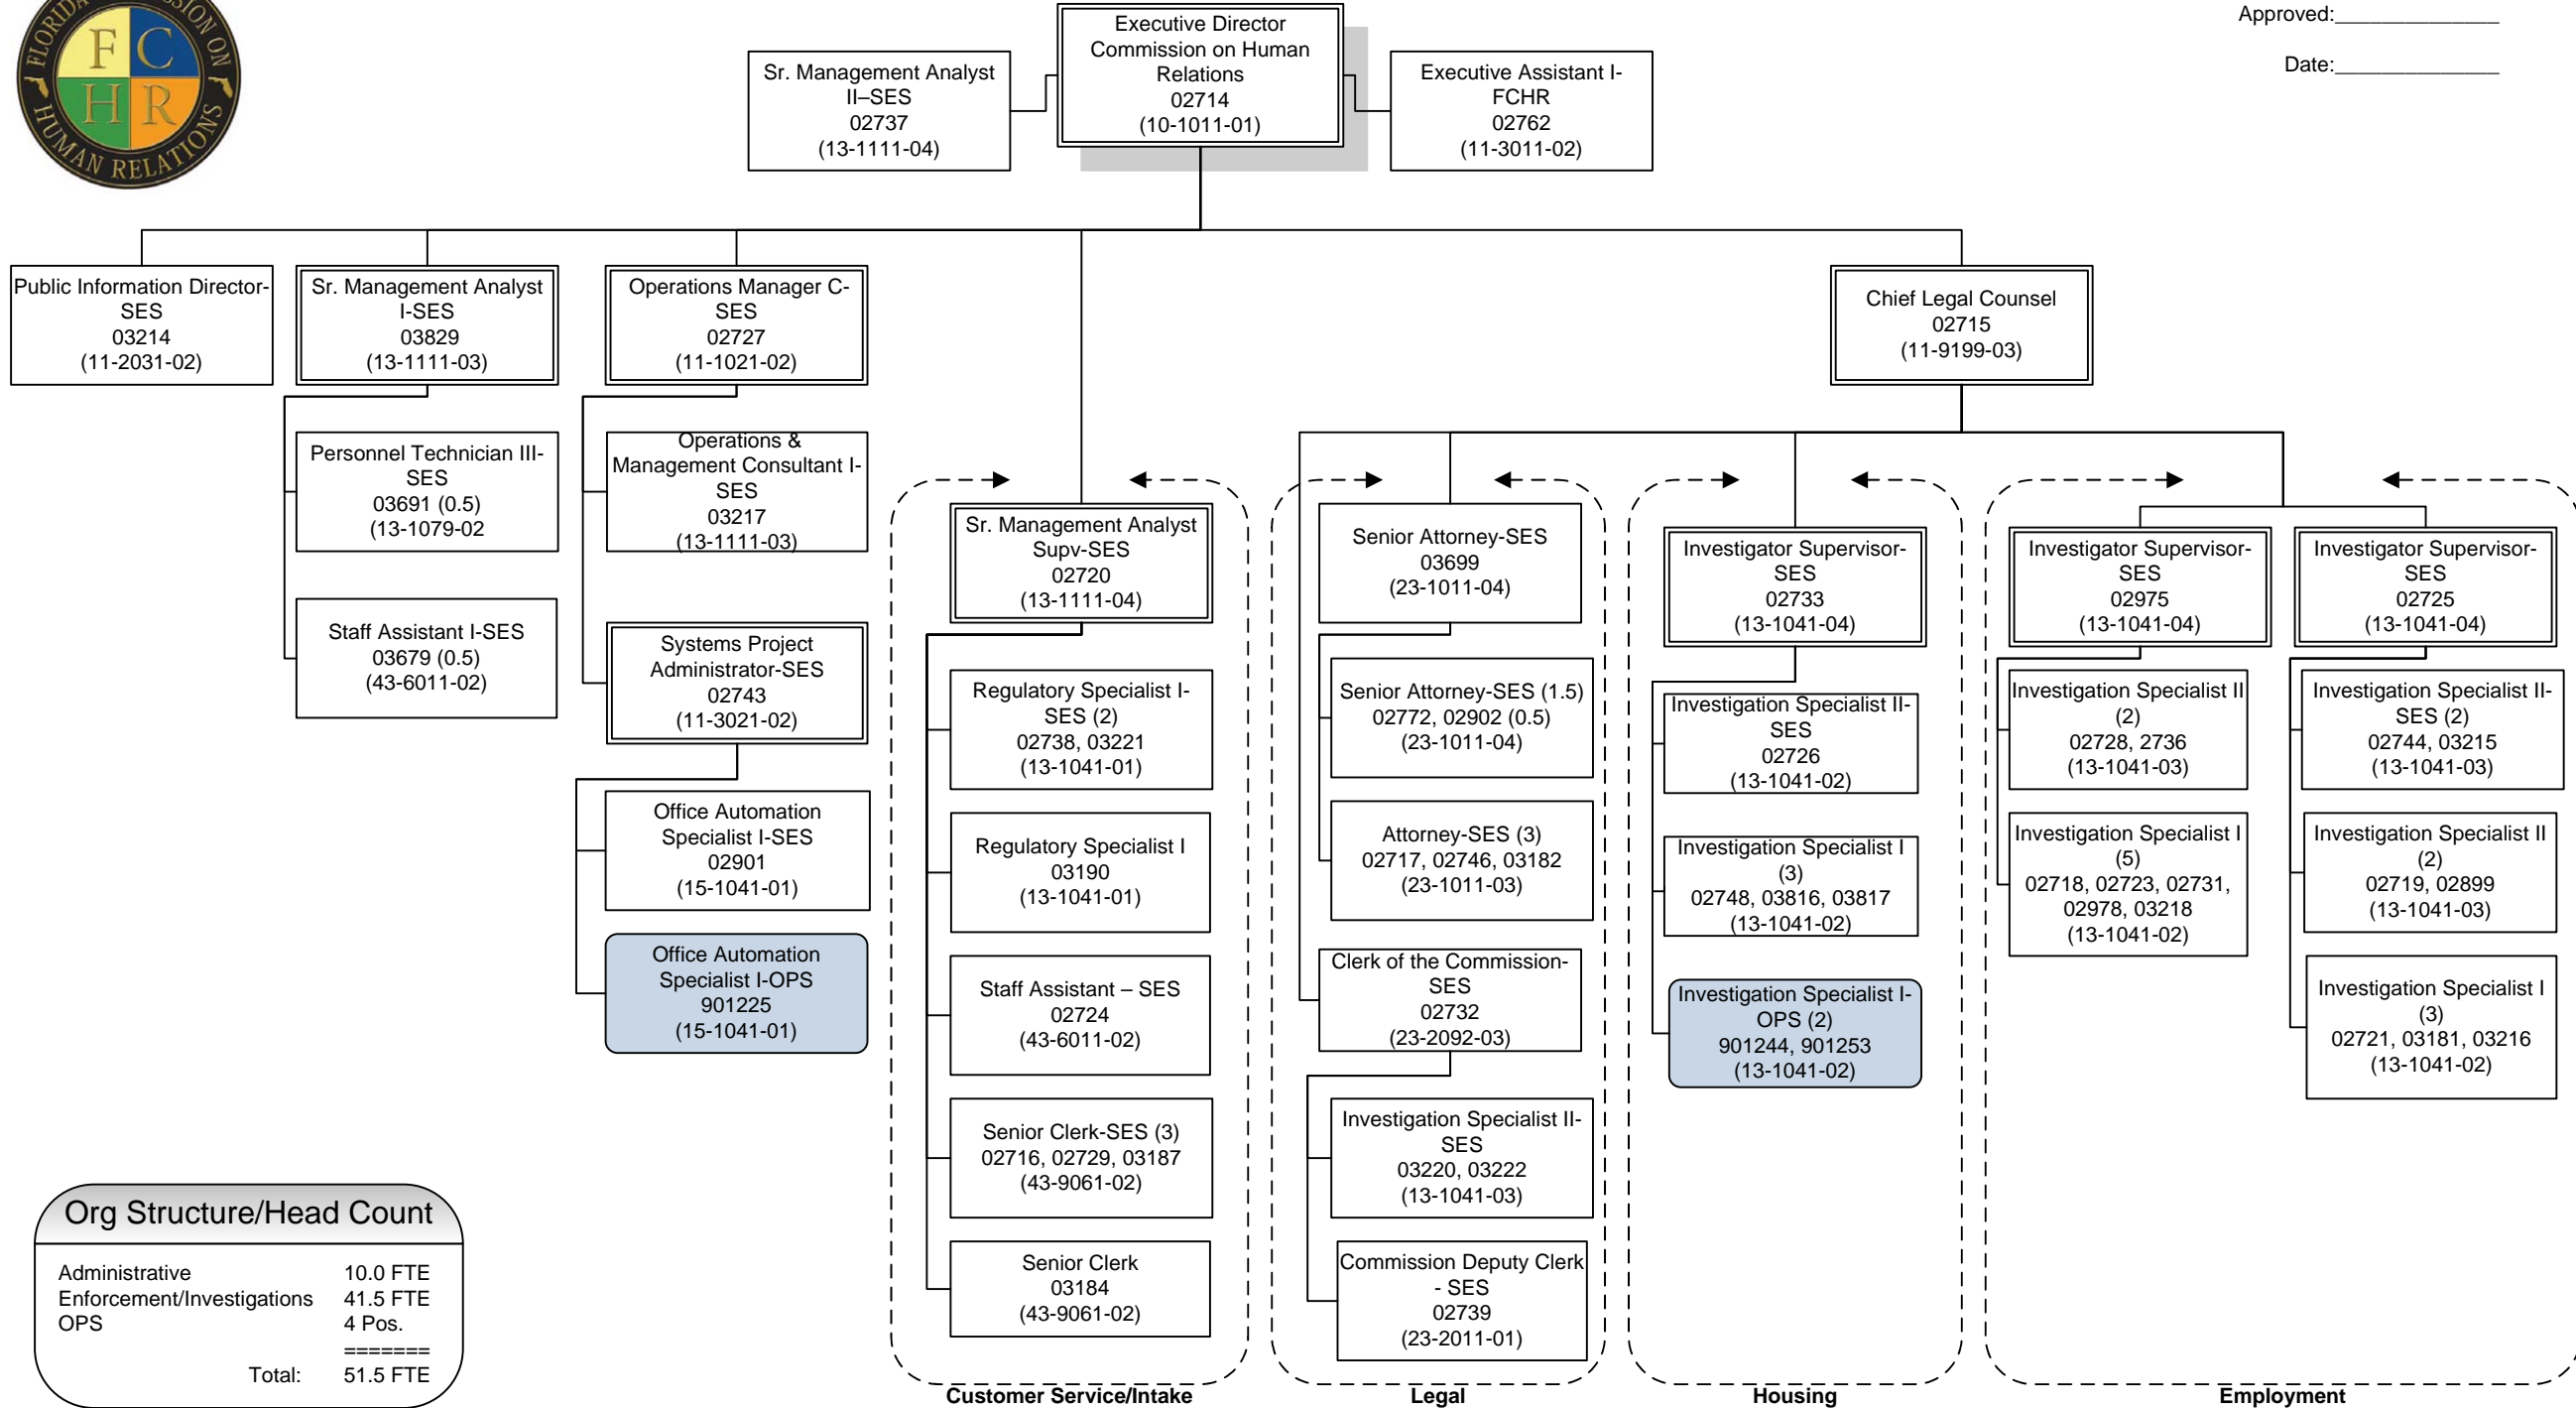 FLORIDA COMMISSION ON
F C
H R
HUMAN RELATIONS
Approved:______________
Date:______________
Executive Director
Commission on Human
Relations
02714
(10-1011-01)
Sr. Management Analyst
II–SES
02737
(13-1111-04)
Executive Assistant I-
FCHR
02762
(11-3011-02)
Public Information Director-
SES
03214
(11-2031-02)
Sr. Management Analyst
I-SES
03829
(13-1111-03)
Operations Manager C-
SES
02727
(11-1021-02)
Chief Legal Counsel
02715
(11-9199-03)
Personnel Technician III-
SES
03691 (0.5)
(13-1079-02
Staff Assistant I-SES
03679 (0.5)
(43-6011-02)
Operations &
Management Consultant I-
SES
03217
(13-1111-03)
Systems Project
Administrator-SES
02743
(11-3021-02)
Office Automation
Specialist I-SES
02901
(15-1041-01)
Office Automation
Specialist I-OPS
901225
(15-1041-01)
Sr. Management Analyst
Supv-SES
02720
(13-1111-04)
Regulatory Specialist I-
SES (2)
02738, 03221
(13-1041-01)
Regulatory Specialist I
03190
(13-1041-01)
Staff Assistant – SES
02724
(43-6011-02)
Senior Clerk-SES (3)
02716, 02729, 03187
(43-9061-02)
Senior Clerk
03184
(43-9061-02)
Customer Service/Intake
Senior Attorney-SES
03699
(23-1011-04)
Senior Attorney-SES (1.5)
02772, 02902 (0.5)
(23-1011-04)
Attorney-SES (3)
02717, 02746, 03182
(23-1011-03)
Clerk of the Commission-
SES
02732
(23-2092-03)
Investigation Specialist II-
SES
03220, 03222
(13-1041-03)
Commission Deputy Clerk
- SES
02739
(23-2011-01)
Legal
Investigator Supervisor-
SES
02733
(13-1041-04)
Investigation Specialist II-
SES
02726
(13-1041-02)
Investigation Specialist I
(3)
02748, 03816, 03817
(13-1041-02)
Investigation Specialist I-
OPS (2)
901244, 901253
(13-1041-02)
Housing
Investigator Supervisor-
SES
02975
(13-1041-04)
Investigation Specialist II
(2)
02728, 2736
(13-1041-03)
Investigation Specialist I
(5)
02718, 02723, 02731,
02978, 03218
(13-1041-02)
Investigator Supervisor-
SES
02725
(13-1041-04)
Investigation Specialist II-
SES (2)
02744, 03215
(13-1041-03)
Investigation Specialist II
(2)
02719, 02899
(13-1041-03)
Investigation Specialist I
(3)
02721, 03181, 03216
(13-1041-02)
Employment
Org Structure/Head Count
Administrative 10.0 FTE
Enforcement/Investigations 41.5 FTE
OPS 4 Pos.
=======
Total: 51.5 FTE